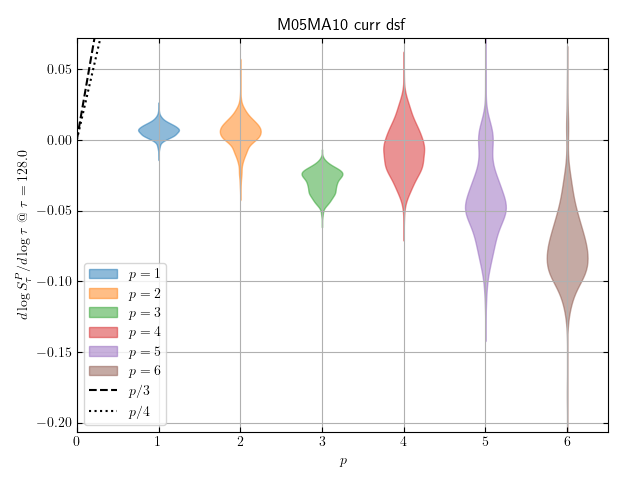 M05MA10 curr dsf
d log S_τ^P / d log τ @ τ = 128.0
0.05
0.00
−0.05
−0.10
−0.15
−0.20
p = 1
p = 2
p = 3
p = 4
p = 5
p = 6
p/3
p/4
0 1 2 3 4 5 6
p